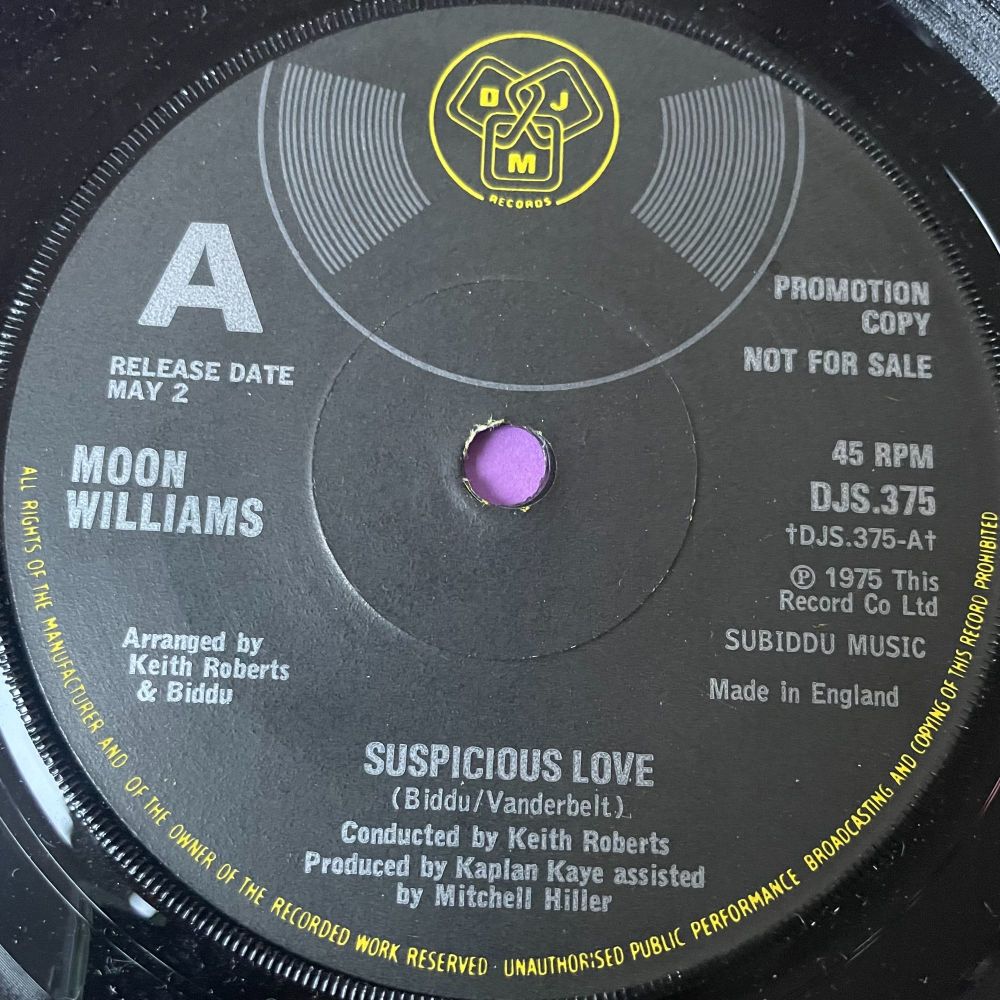 D J
M
RECORDS
A
RELEASE DATE
MAY 2
PROMOTION
COPY
NOT FOR SALE
MOON
WILLIAMS
45 RPM
DJS.375
†DJS.375-A†
℗ 1975 This
Record Co Ltd
SUBIDDU MUSIC
Made in England
Arranged by
Keith Roberts
& Biddu
SUSPICIOUS LOVE
(Biddu/Vanderbelt)
Conducted by Keith Roberts
Produced by Kaplan Kaye assisted
by Mitchell Hiller
ALL RIGHTS OF THE MANUFACTURER AND OF THE OWNER OF THE RECORDED WORK RESERVED · UNAUTHORISED PUBLIC PERFORMANCE BROADCASTING AND COPYING OF THIS RECORD PROHIBITED